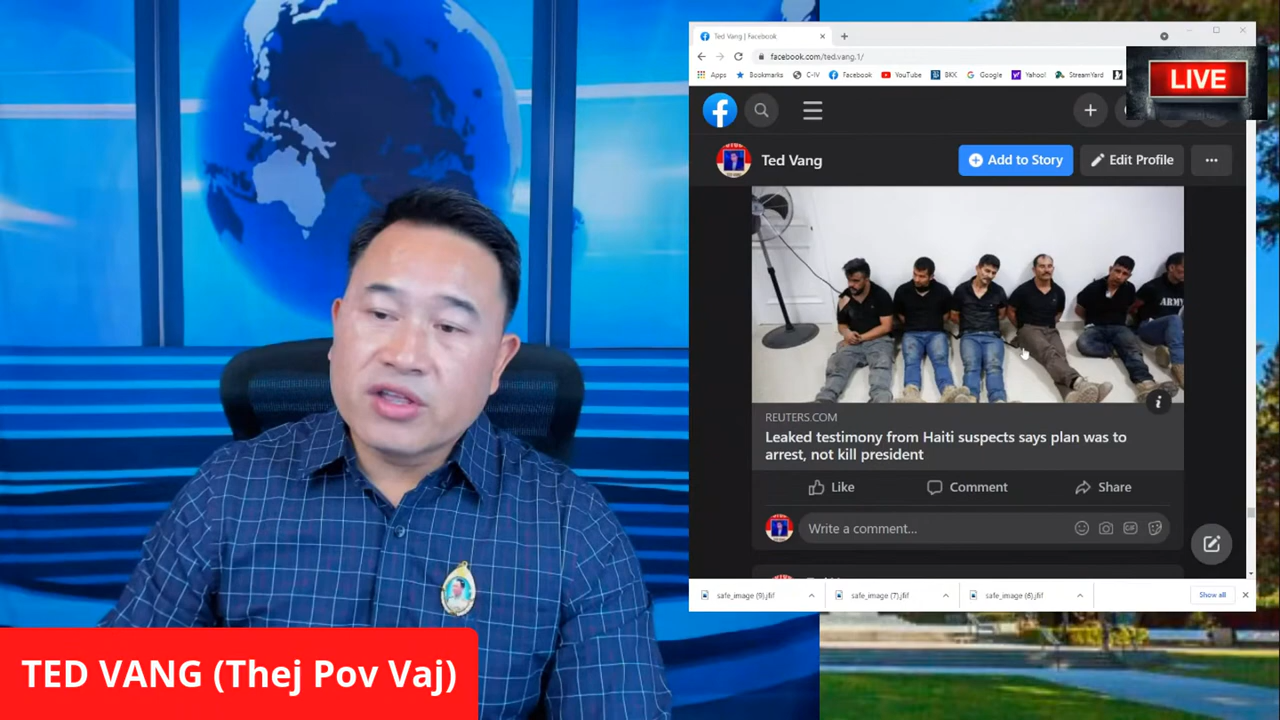 Ted Vang | Facebook
facebook.com/ted.vang.1/
Apps Bookmarks C-IV Facebook YouTube BKK Google Yahoo! StreamYard
LIVE
Ted Vang
Add to Story
Edit Profile
ARMY
REUTERS.COM
Leaked testimony from Haiti suspects says plan was to
arrest, not kill president
Like
Comment
Share
Write a comment...
GIF
safe_image (9).jfif
safe_image (7).jfif
safe_image (6).jfif
Show all
TED VANG (Thej Pov Vaj)